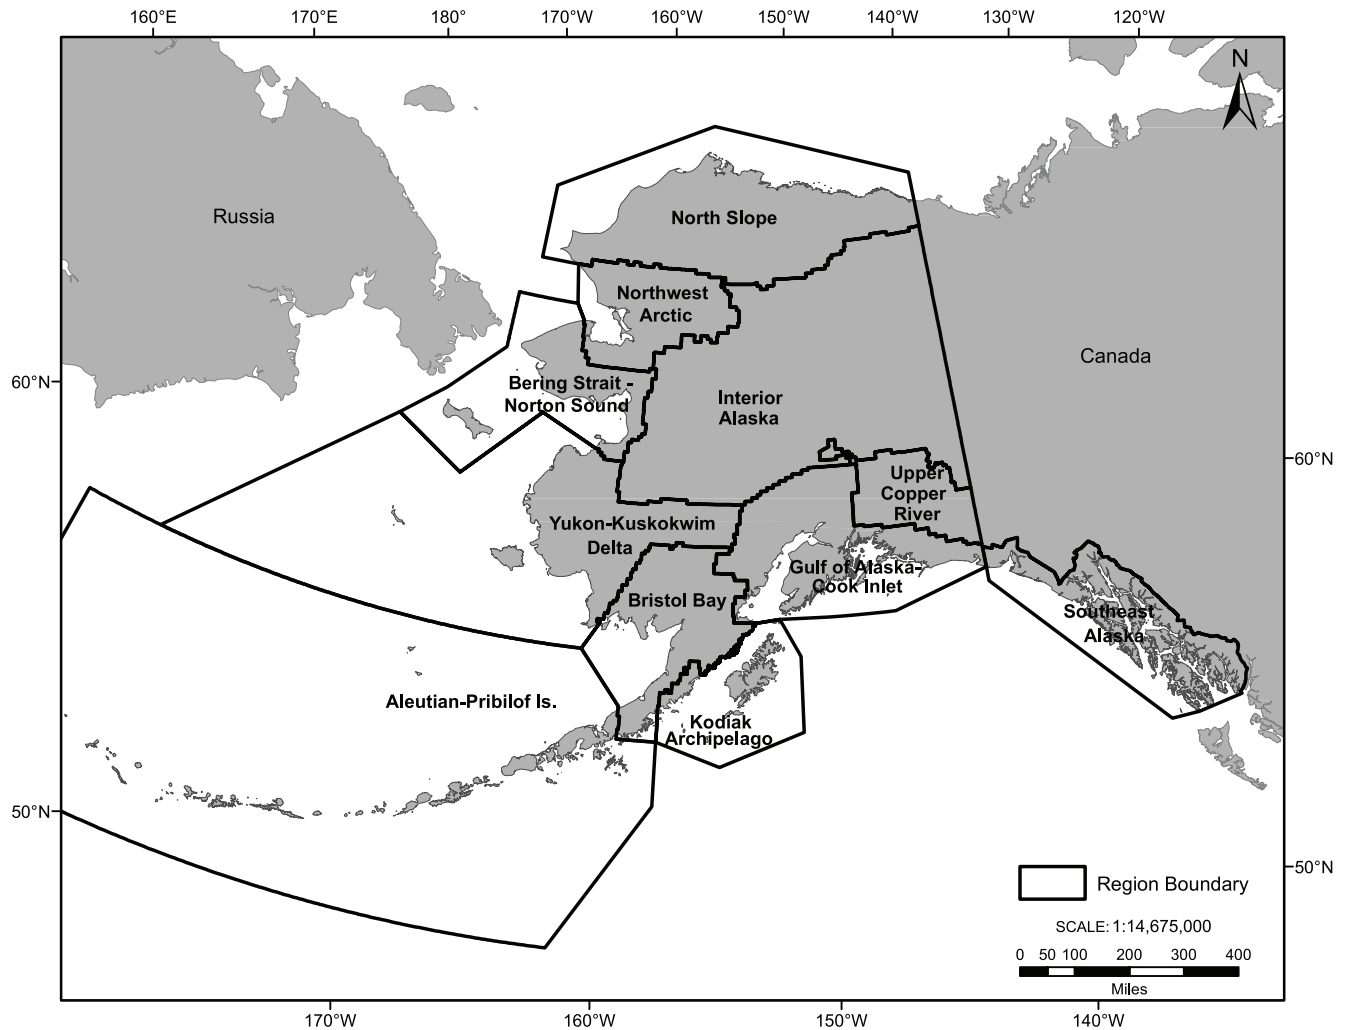 160°E 170°E 180° 170°W 160°W 150°W 140°W 130°W 120°W
N
Russia
North Slope
Northwest
Arctic
Canada
60°N
Bering Strait -
Norton Sound
Interior
Alaska
60°N
Upper
Copper
River
Yukon-Kuskokwim
Delta
Gulf of Alaska-
Cook Inlet
Bristol Bay
Southeast
Alaska
Aleutian-Pribilof Is.
Kodiak
Archipelago
50°N
50°N
Region Boundary
SCALE: 1:14,675,000
0 50 100 200 300 400
Miles
170°W 160°W 150°W 140°W